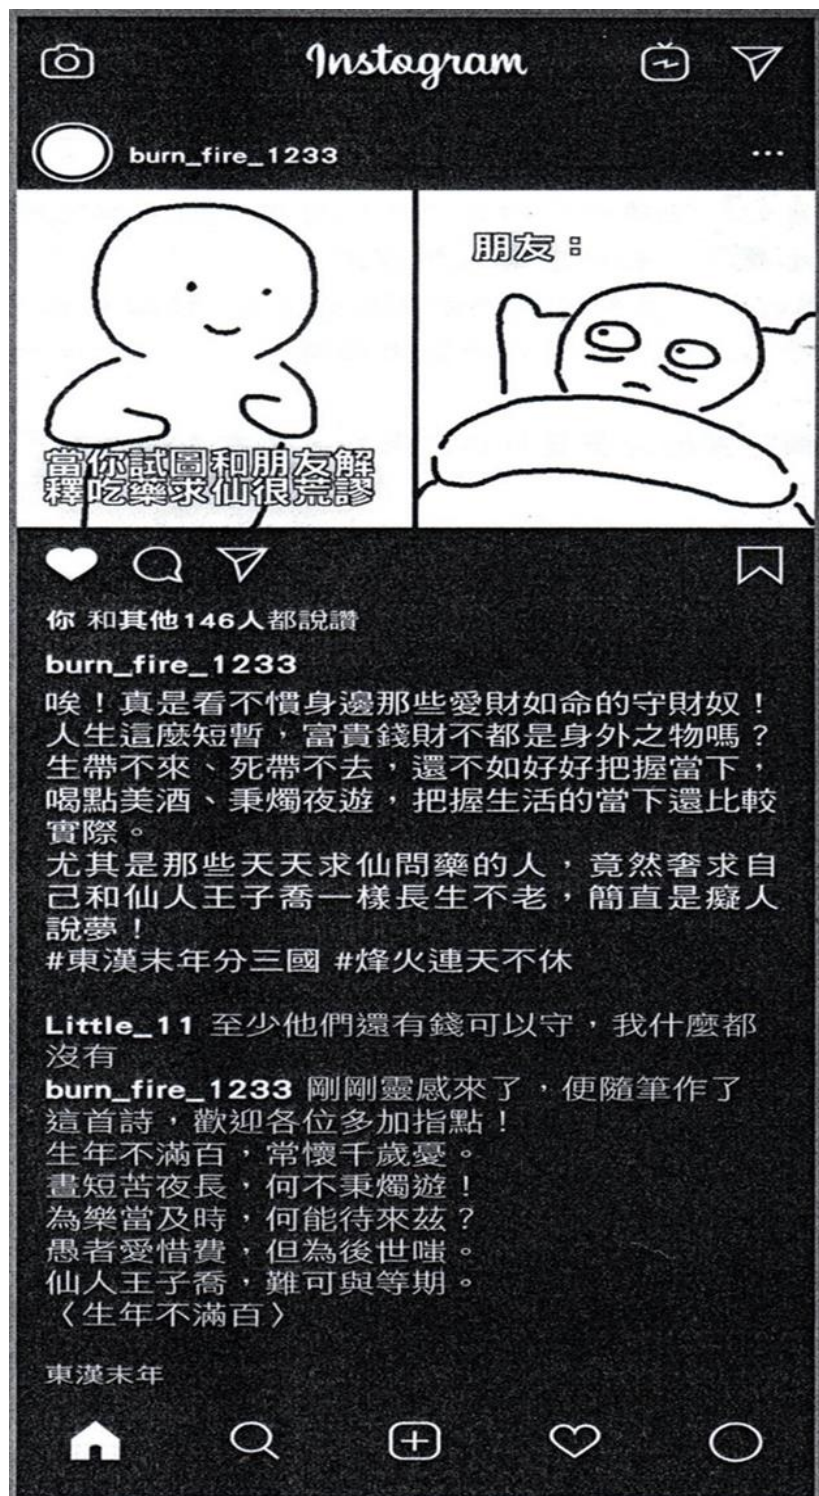 Instagram
burn_fire_1233
當你試圖和朋友解
釋吃樂求仙很荒謬
朋友：
你 和其他146人都說讚
burn_fire_1233
唉！真是看不慣身邊那些愛財如命的守財奴！
人生這麼短暫，富貴錢財不都是身外之物嗎？
生帶不來、死帶不去，還不如好好把握當下，
喝點美酒、秉燭夜遊，把握生活的當下還比較
實際。
尤其是那些天天求仙問藥的人，竟然奢求自
己和仙人王子喬一樣長生不老，簡直是癡人
說夢！
#東漢末年分三國 #烽火連天不休
Little_11 至少他們還有錢可以守，我什麼都
沒有
burn_fire_1233 剛剛靈感來了，便隨筆作了
這首詩，歡迎各位多加指點！
生年不滿百，常懷千歲憂。
晝短苦夜長，何不秉燭遊！
為樂當及時，何能待來茲？
愚者愛惜費，但為後世嗤。
仙人王子喬，難可與等期。
〈生年不滿百〉
東漢末年